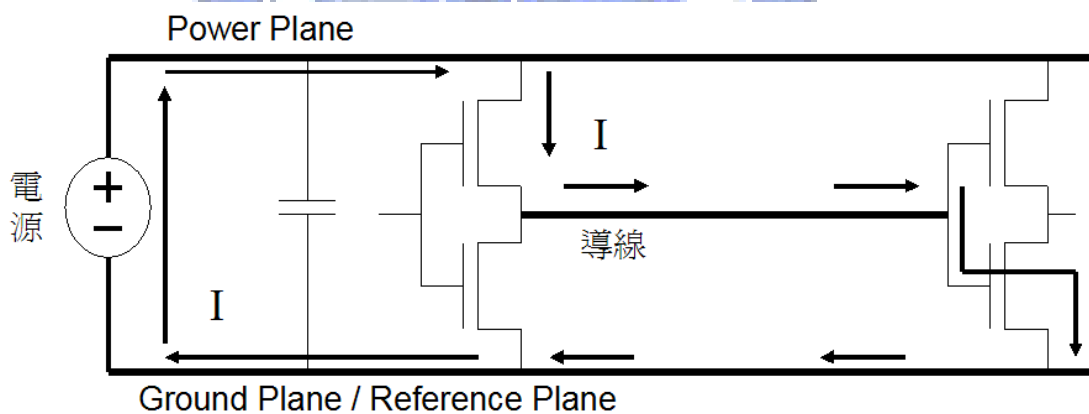 Power Plane
I
電源
+
−
導線
I
Ground Plane / Reference Plane